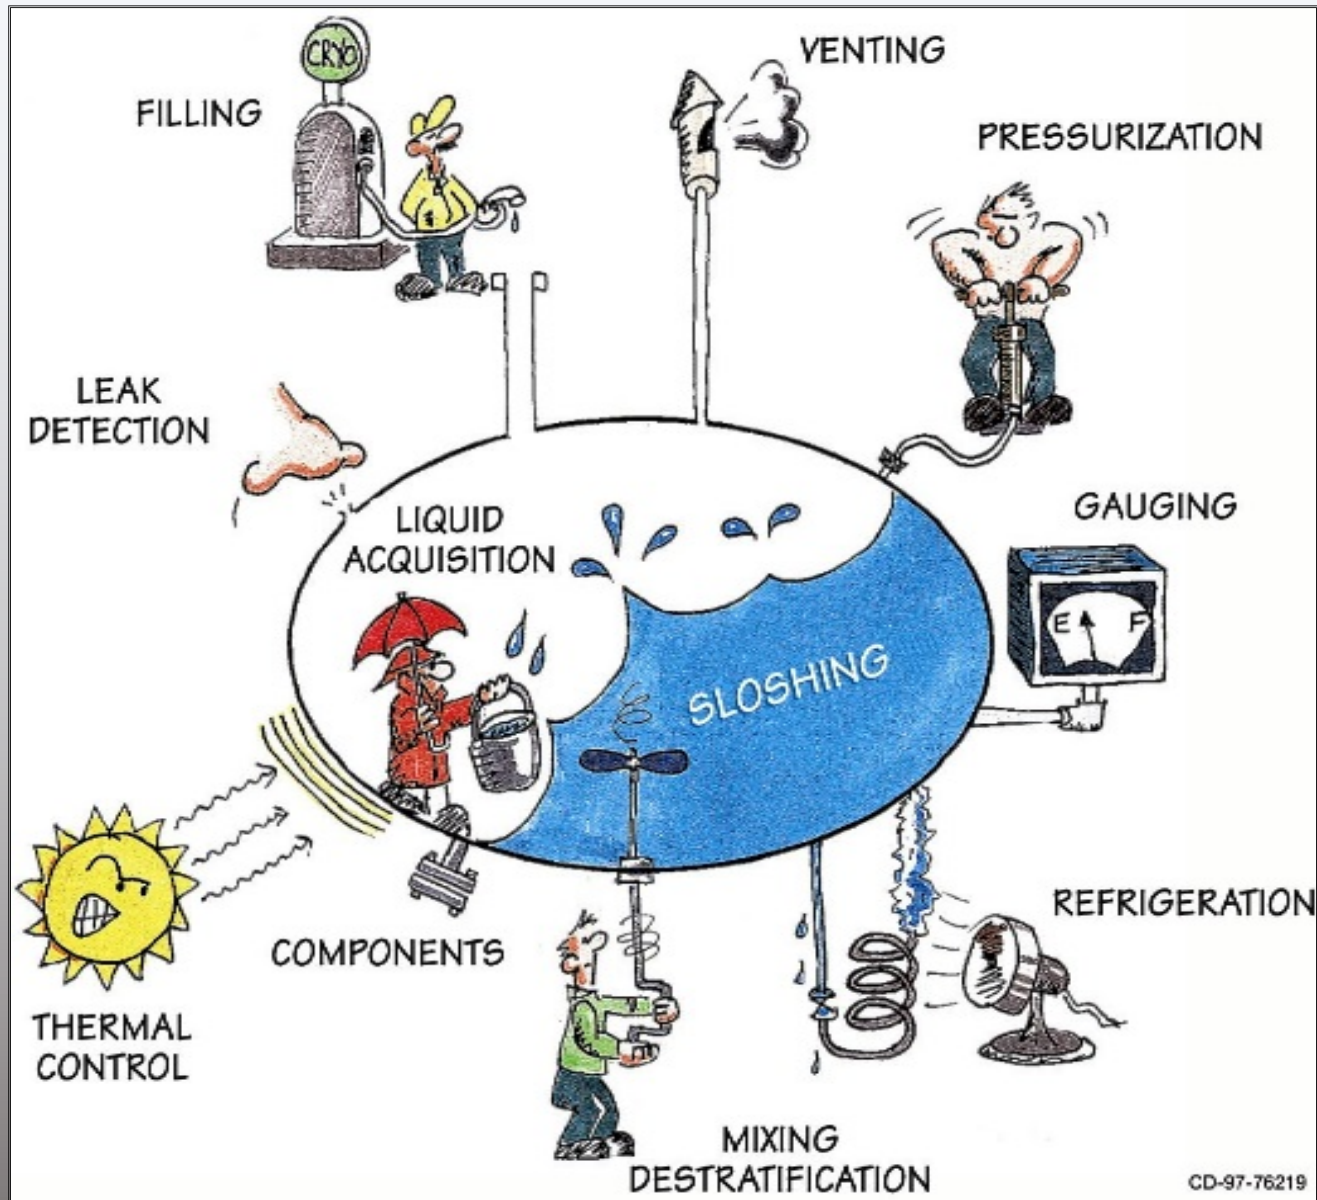 CRYO
FILLING
VENTING
PRESSURIZATION
LEAK
DETECTION
LIQUID
ACQUISITION
GAUGING
E F
SLOSHING
REFRIGERATION
COMPONENTS
THERMAL
CONTROL
MIXING
DESTRATIFICATION
CD-97-76219